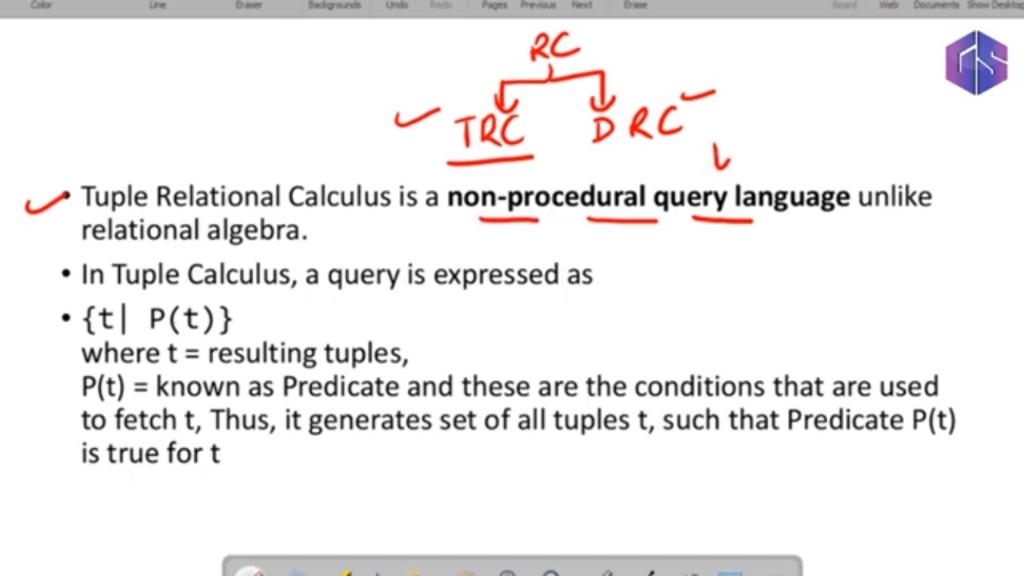 Color Line Eraser Backgrounds Undo Redo Pages Previous Next Erase Board Web Documents Show Desktop
RC
TRC DRC
• Tuple Relational Calculus is a non-procedural query language unlike
relational algebra.
• In Tuple Calculus, a query is expressed as
• {t| P(t)}
where t = resulting tuples,
P(t) = known as Predicate and these are the conditions that are used
to fetch t, Thus, it generates set of all tuples t, such that Predicate P(t)
is true for t